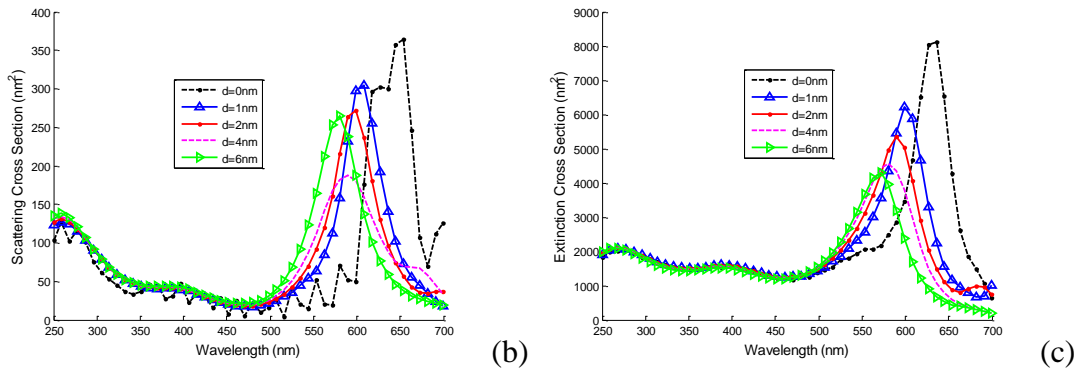 400
350
300
250
200
150
100
50
0
Scattering Cross Section (nm²)
d=0nm
d=1nm
d=2nm
d=4nm
d=6nm
250 300 350 400 450 500 550 600 650 700
Wavelength (nm)
(b)
9000
8000
7000
6000
5000
4000
3000
2000
1000
0
Extinction Cross Section (nm²)
d=0nm
d=1nm
d=2nm
d=4nm
d=6nm
250 300 350 400 450 500 550 600 650 700
Wavelength (nm)
(c)